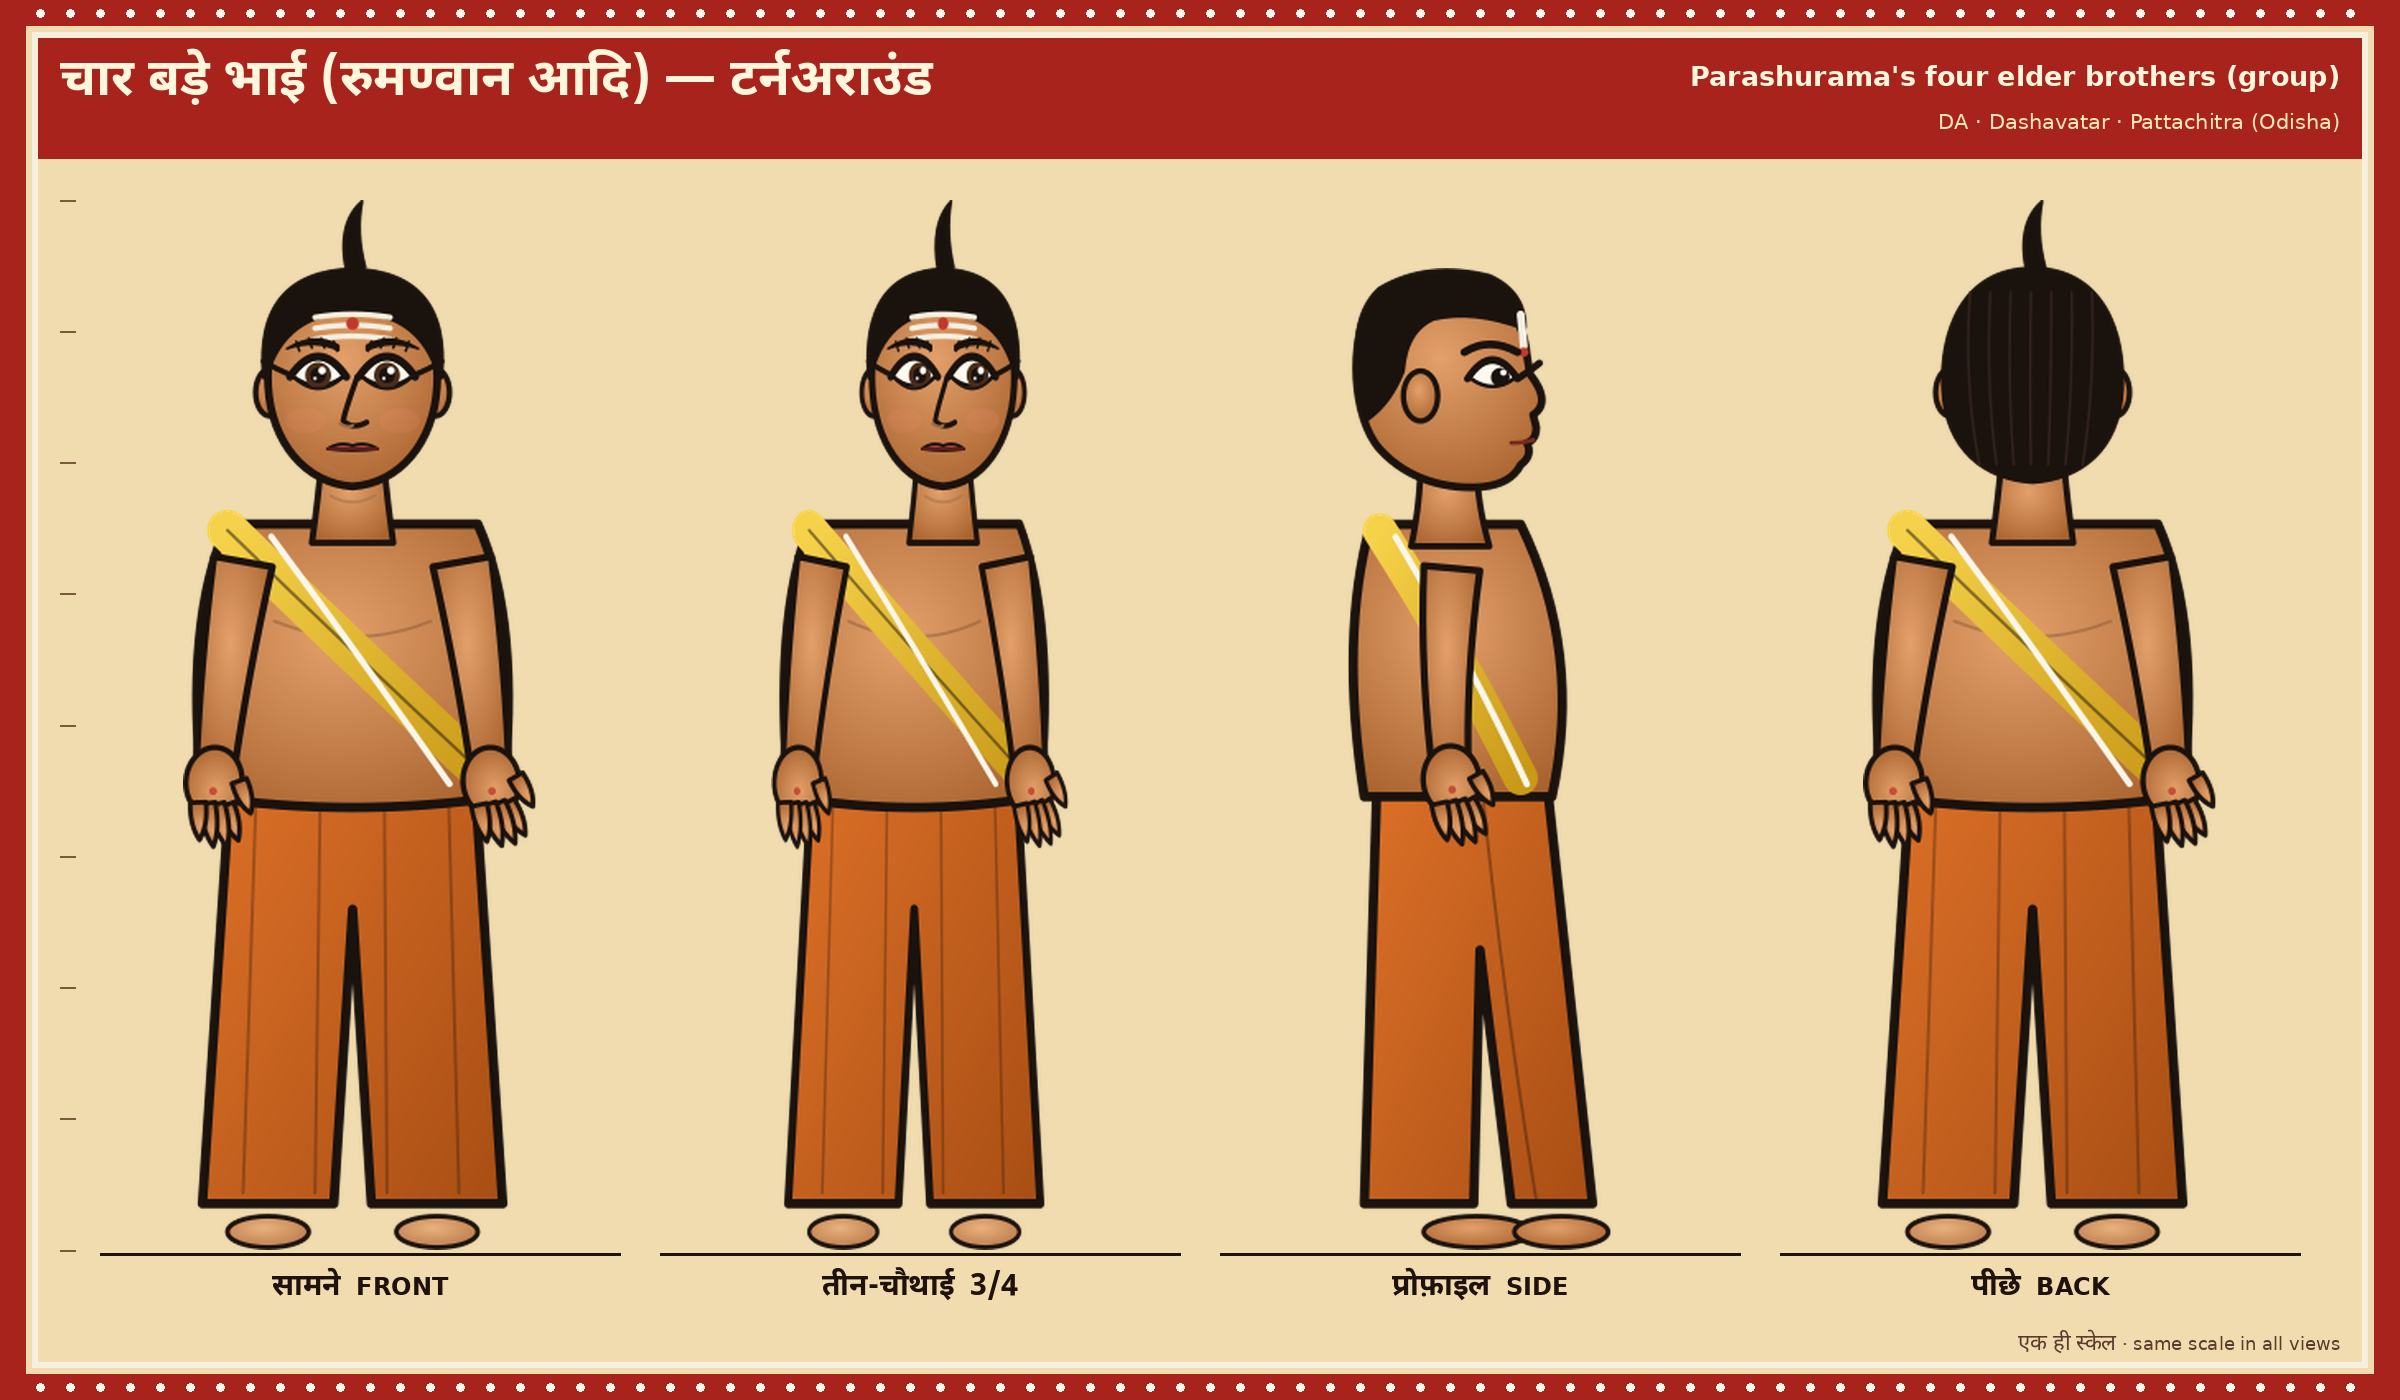 चार बड़े भाई (रुमण्वान आदि) — टर्नअराउंड
Parashurama's four elder brothers (group)
DA · Dashavatar · Pattachitra (Odisha)
सामने FRONT
तीन-चौथाई 3/4
प्रोफ़ाइल SIDE
पीछे BACK
एक ही स्केल · same scale in all views